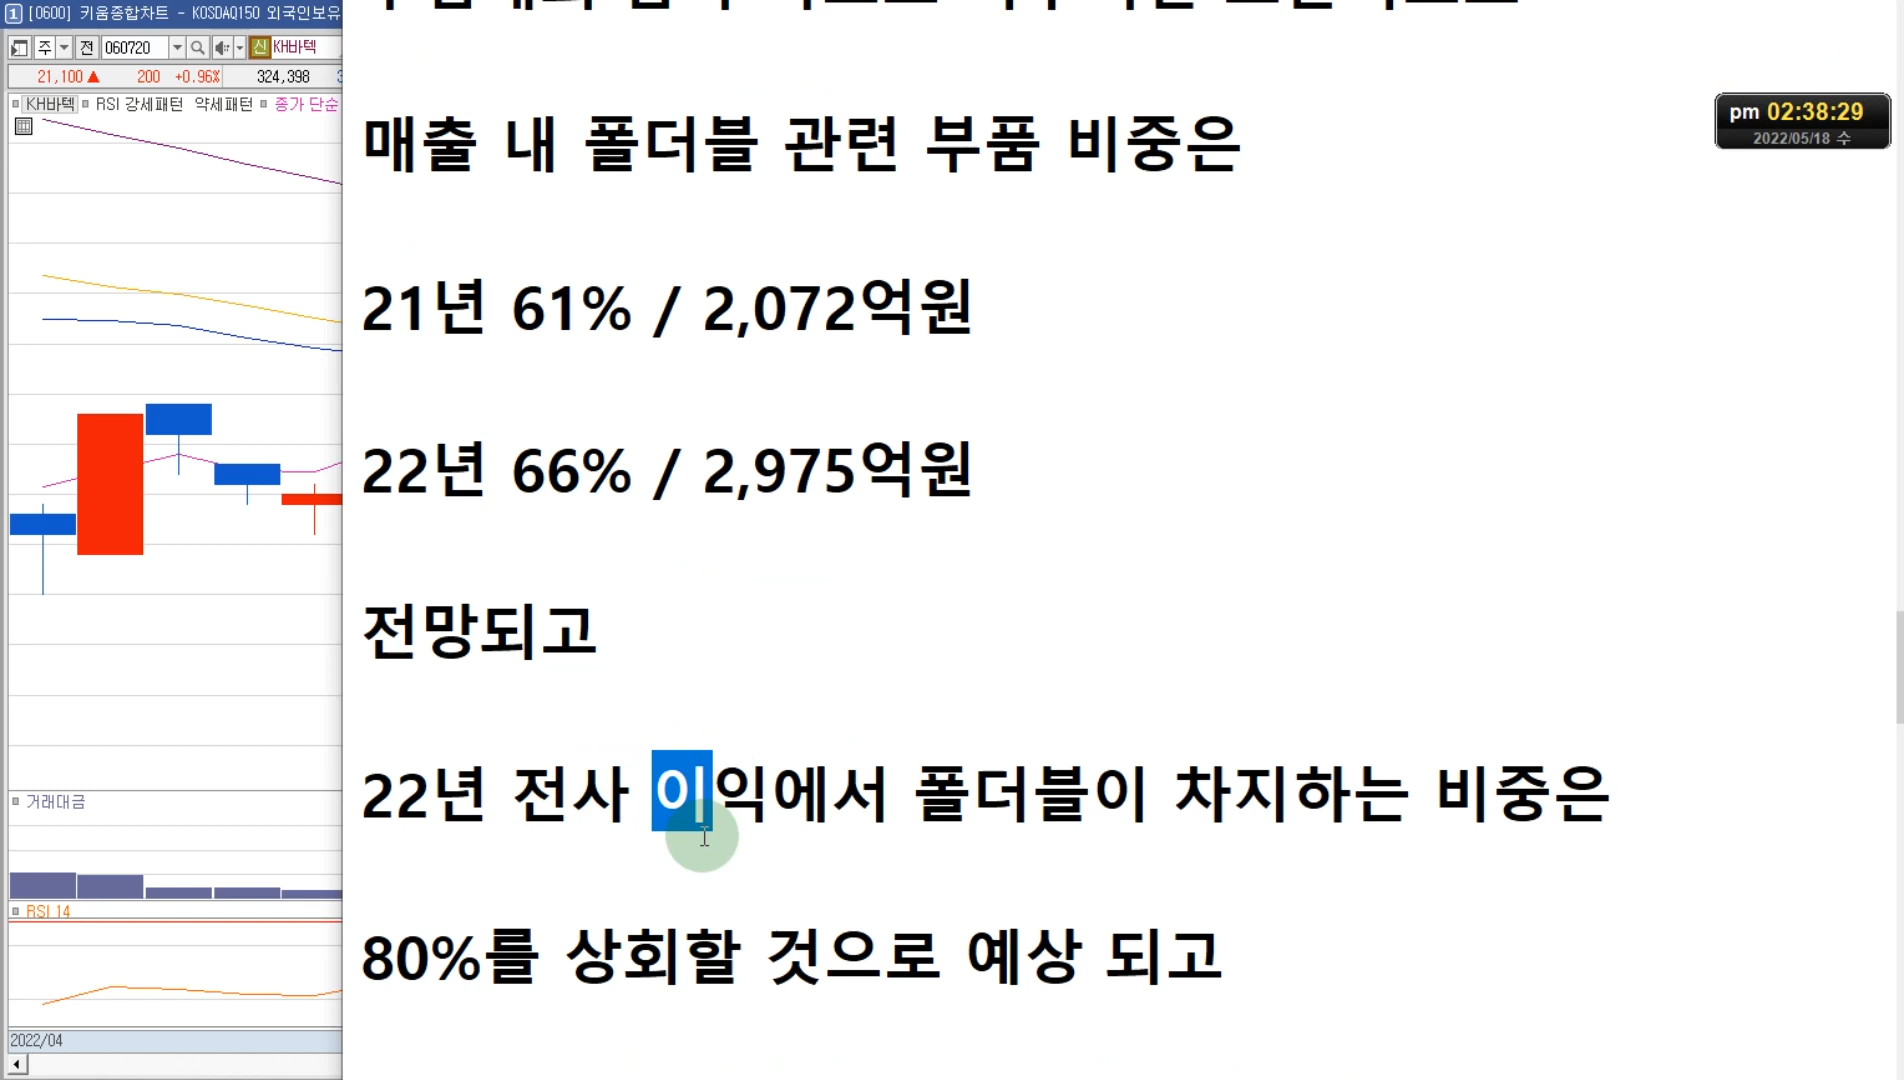 1 [0600] 키움종합차트 - KOSDAQ150 외국인보유
주 전 060720 신 KH바텍
21,100 ▲ 200 +0.96% 324,398
KH바텍 RSI 강세패턴 약세패턴 종가 단순
pm 02:38:29
2022/05/18 수
매출 내 폴더블 관련 부품 비중은
21년 61% / 2,072억원
22년 66% / 2,975억원
전망되고
22년 전사 이익에서 폴더블이 차지하는 비중은
80%를 상회할 것으로 예상 되고
거래대금
RSI 14
2022/04